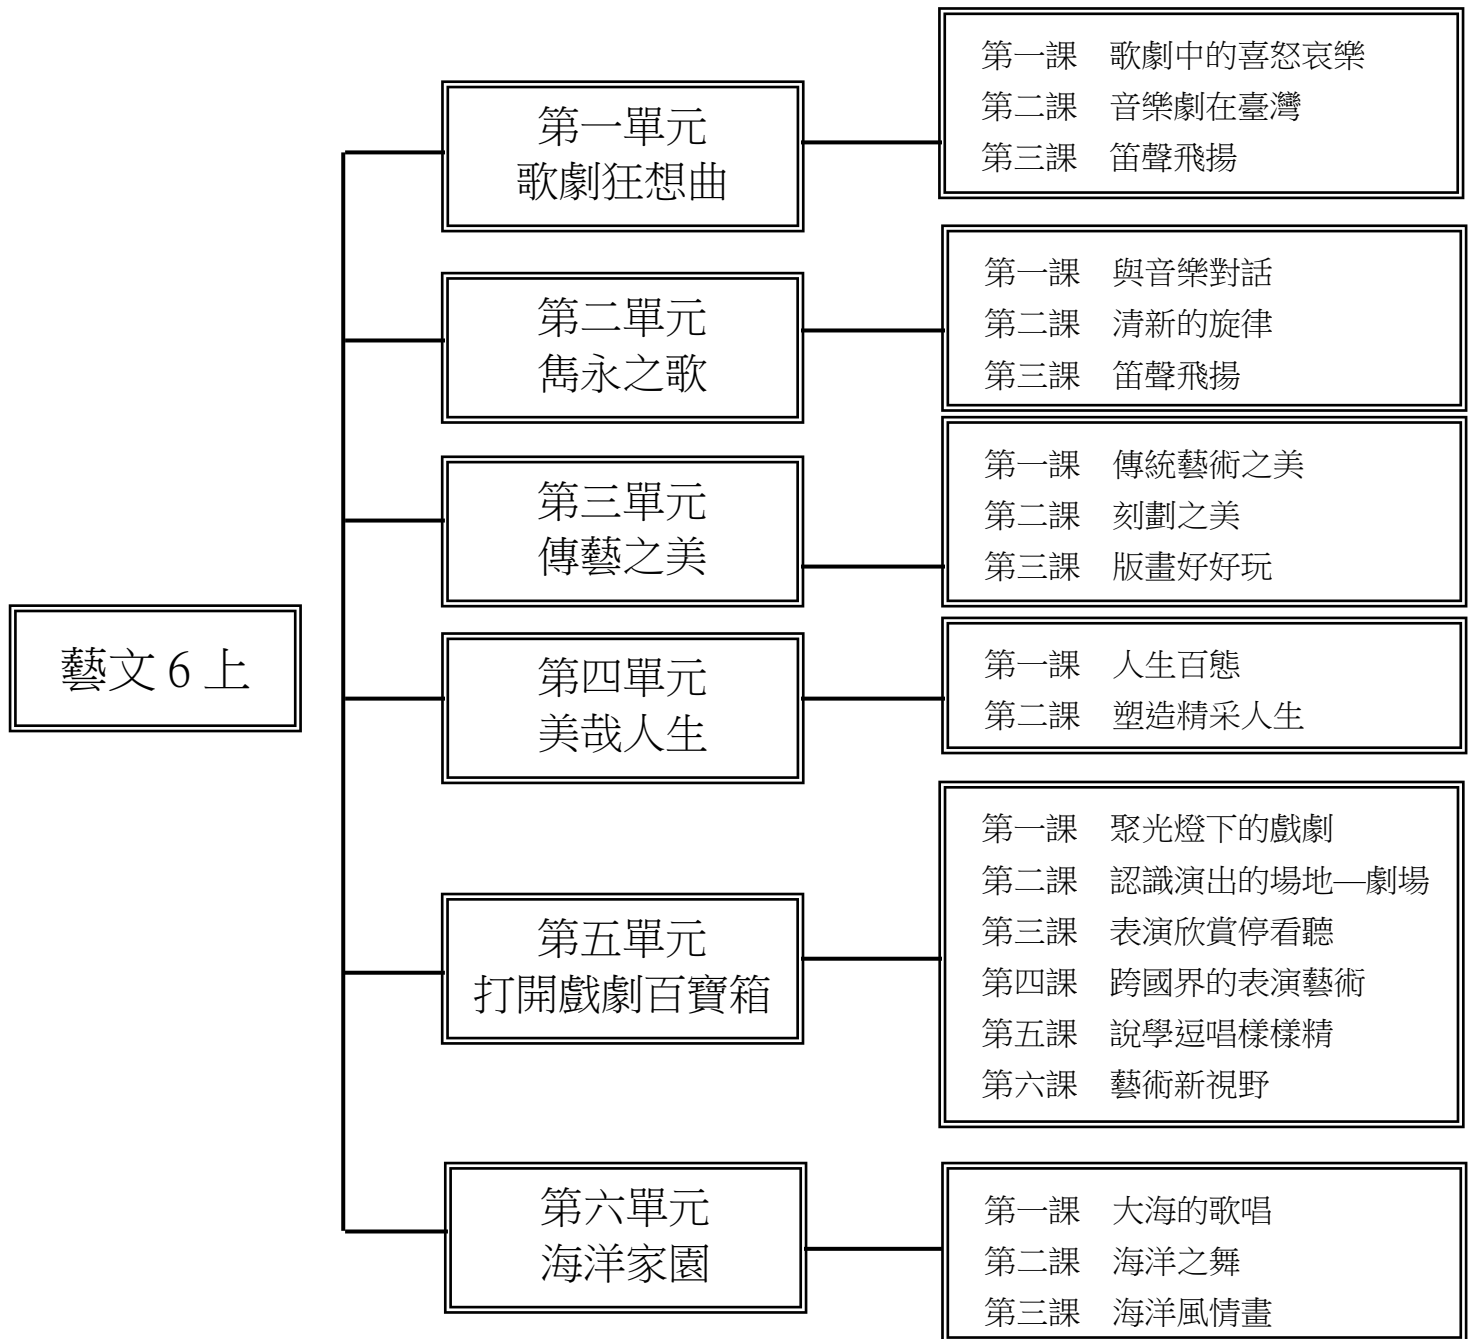 藝文 6 上
第一單元
歌劇狂想曲
第一課 歌劇中的喜怒哀樂
第二課 音樂劇在臺灣
第三課 笛聲飛揚
第二單元
雋永之歌
第一課 與音樂對話
第二課 清新的旋律
第三課 笛聲飛揚
第三單元
傳藝之美
第一課 傳統藝術之美
第二課 刻劃之美
第三課 版畫好好玩
第四單元
美哉人生
第一課 人生百態
第二課 塑造精采人生
第五單元
打開戲劇百寶箱
第一課 聚光燈下的戲劇
第二課 認識演出的場地—劇場
第三課 表演欣賞停看聽
第四課 跨國界的表演藝術
第五課 說學逗唱樣樣精
第六課 藝術新視野
第六單元
海洋家園
第一課 大海的歌唱
第二課 海洋之舞
第三課 海洋風情畫